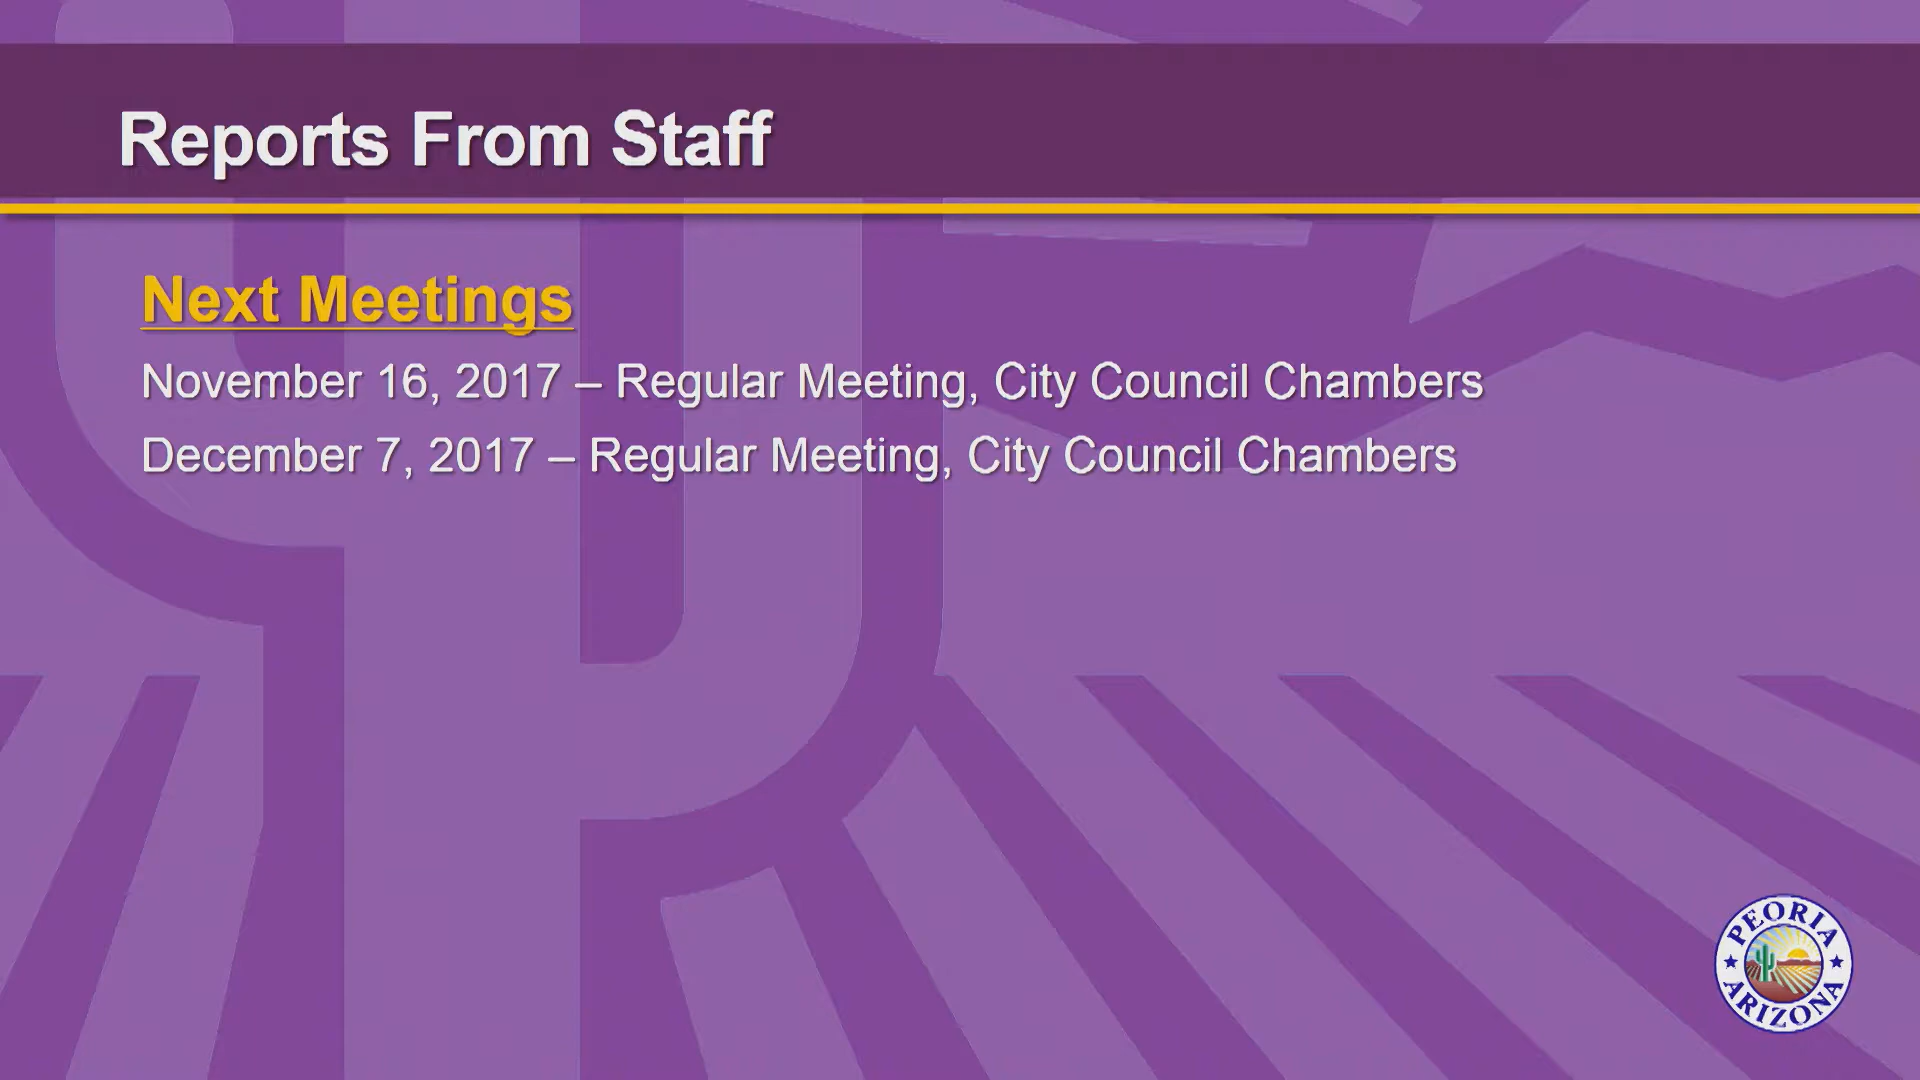 Reports From Staff
Next Meetings
November 16, 2017 – Regular Meeting, City Council Chambers
December 7, 2017 – Regular Meeting, City Council Chambers
PEORIA
ARIZONA